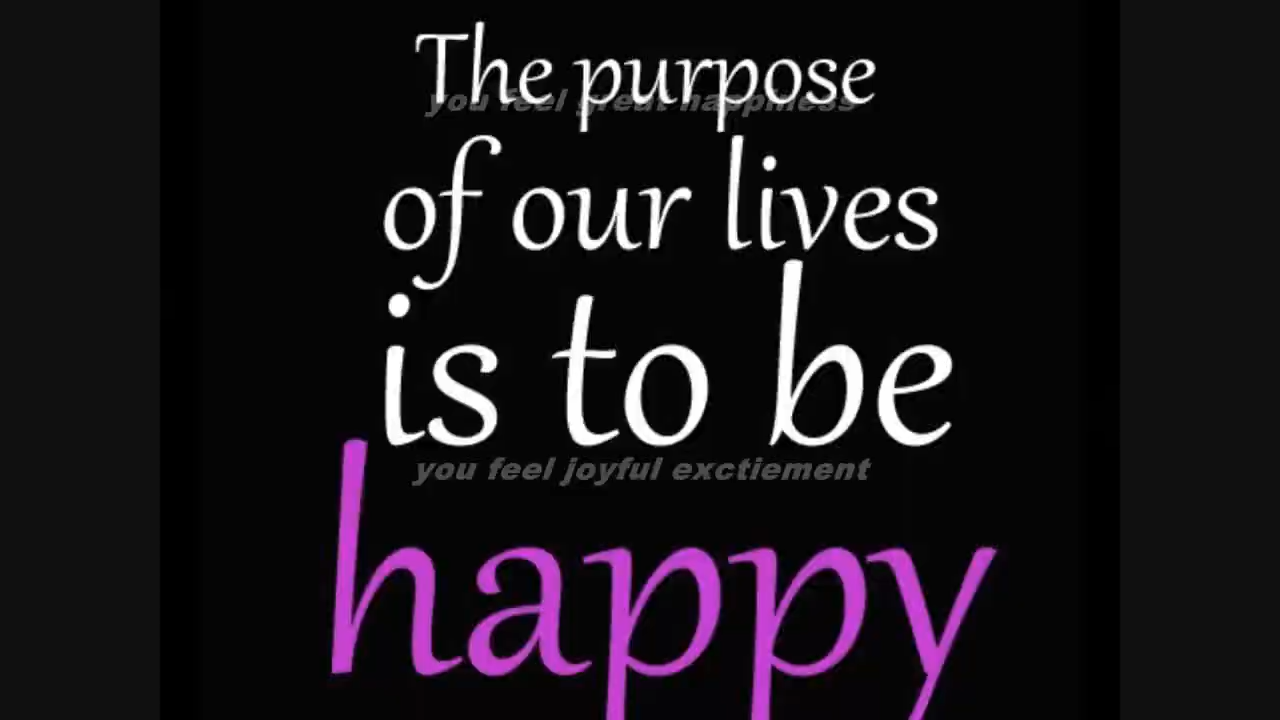 The purpose
you feel great happiness
of our lives
is to be
you feel joyful exctiement
happy